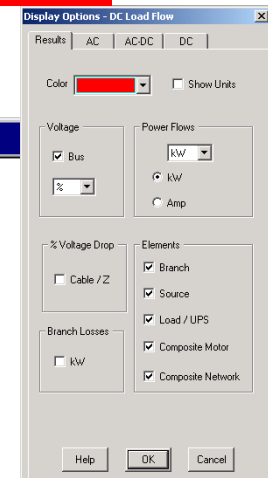 Display Options - DC Load Flow
Results AC AC-DC DC
Color
Show Units
Voltage
Bus
%
Power Flows
kW
kW
Amp
% Voltage Drop
Cable / Z
Branch Losses
kW
Elements
Branch
Source
Load / UPS
Composite Motor
Composite Network
Help OK Cancel